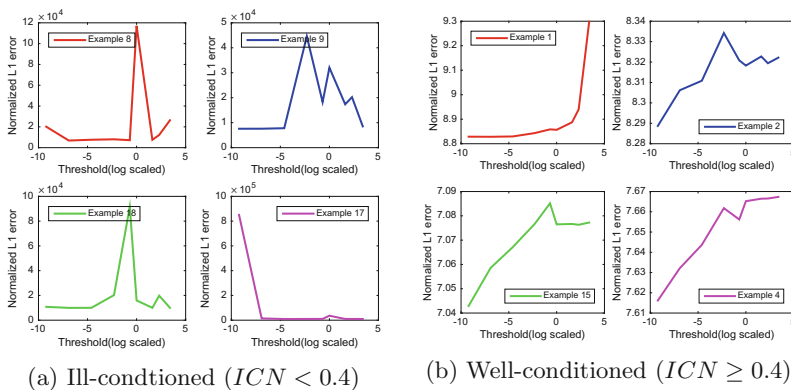 × 10^4
12
10
8
6
4
2
0
Normalized L1 error
Example 8
-10 -5 0 5
Threshold(log scaled)
× 10^4
5
4
3
2
1
0
Normalized L1 error
Example 9
-10 -5 0 5
Threshold(log scaled)
9.3
9.2
9.1
9
8.9
8.8
Normalized L1 error
Example 1
-10 -5 0 5
Threshold(log scaled)
8.34
8.33
8.32
8.31
8.3
8.29
8.28
Normalized L1 error
Example 2
-10 -5 0 5
Threshold(log scaled)
× 10^4
10
8
6
4
2
0
Normalized L1 error
Example 18
-10 -5 0 5
Threshold(log scaled)
× 10^5
10
8
6
4
2
0
Normalized L1 error
Example 17
-10 -5 0 5
Threshold(log scaled)
7.09
7.08
7.07
7.06
7.05
7.04
Normalized L1 error
Example 15
-10 -5 0 5
Threshold(log scaled)
7.67
7.66
7.65
7.64
7.63
7.62
7.61
Normalized L1 error
Example 4
-10 -5 0 5
Threshold(log scaled)
(a) Ill-condtioned (ICN < 0.4)
(b) Well-conditioned (ICN ≥ 0.4)